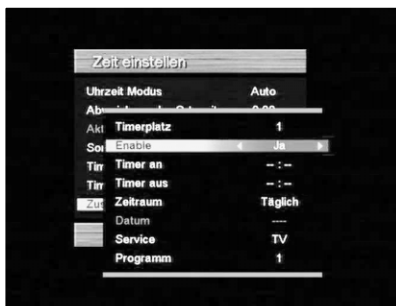 Zeit einstellen
Uhrzeit Modus Auto
Timerplatz 1
Enable Ja
Timer an --:--
Timer aus --:--
Zeitraum Täglich
Datum ----
Service TV
Programm 1